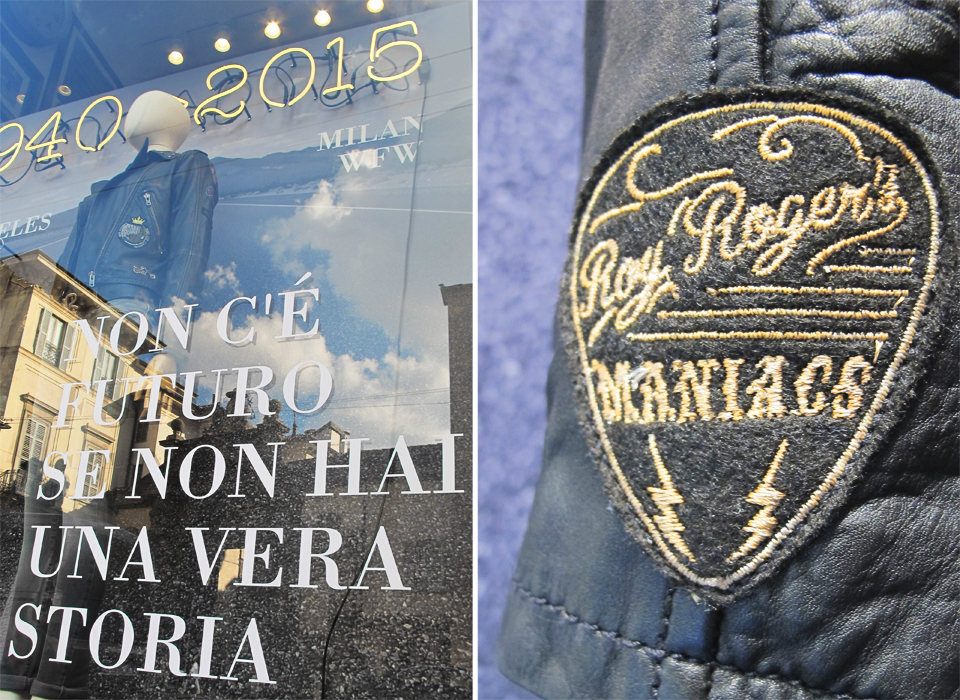 940-2015
MILAN
WFW
ELES
NON C'É
FUTURO
SE NON HAI
UNA VERA
STORIA
Roy Roger's
MANIACS